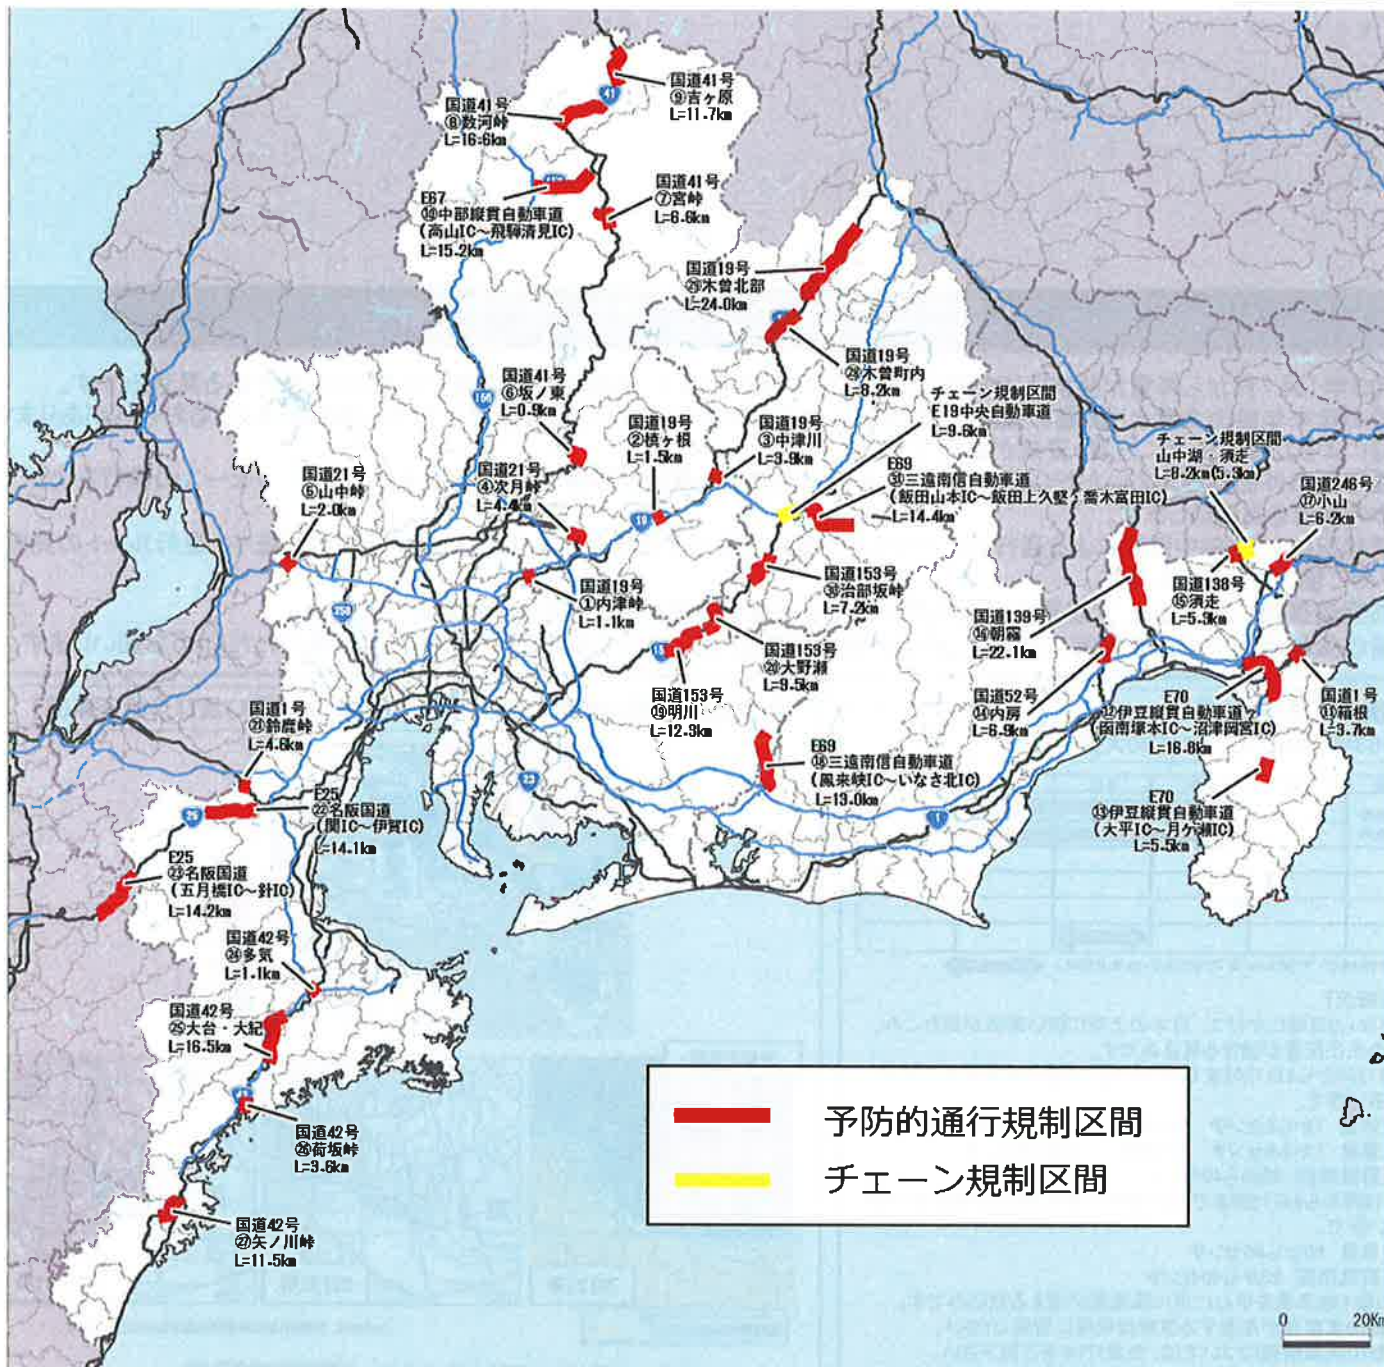 国道41号
⑨吉ヶ原
L=11.7km
国道41号
⑧数河峠
L=16.6km
41
国道41号
⑦宮峠
L=6.6km
E67
⑩中部縦貫自動車道
(高山IC～飛騨清見IC)
L=15.2km
国道19号
㉙木曽北部
L=24.0km
国道19号
㉘木曽町内
L=8.2km
国道41号
⑥坂ノ東
L=0.9km
156
国道19号
②槙ヶ根
L=1.5km
国道19号
③中津川
L=3.9km
チェーン規制区間
E19中央自動車道
L=9.6km
E69
㉛三遠南信自動車道
(飯田山本IC～飯田上久堅・喬木富田IC)
L=14.4km
チェーン規制区間
山中湖・須走
L=8.2km(5.3km)
国道246号
⑰小山
L=6.2km
国道21号
⑥山中峠
L=2.0km
国道21号
④次月峠
L=4.4km
19
国道19号
①内津峠
L=1.1km
258
国道153号
㉚治部坂峠
L=7.2km
国道138号
⑮須走
L=5.3km
国道139号
⑯朝霧
L=22.1km
国道153号
⑳大野瀬
L=9.5km
国道153号
⑲明川
L=12.3km
国道52号
⑭内房
L=6.9km
E70
⑫伊豆縦貫自動車道
(函南塚本IC～沼津岡宮IC)
L=16.8km
国道1号
⑪箱根
L=3.7km
国道1号
㉑鈴鹿峠
L=4.6km
E69
⑱三遠南信自動車道
(鳳来峡IC～いなさ北IC)
L=13.0km
23
1
E70
⑬伊豆縦貫自動車道
(大平IC～月ケ瀬IC)
L=5.5km
E25
㉒名阪国道
(関IC～伊賀IC)
L=14.1km
25
E25
㉓名阪国道
(五月橋IC～針IC)
L=14.2km
国道42号
㉔多気
L=1.1km
国道42号
㉕大台・大紀
L=16.5km
42
国道42号
㉖荷坂峠
L=3.6km
国道42号
㉗矢ノ川峠
L=11.5km
予防的通行規制区間
チェーン規制区間
0 20Km